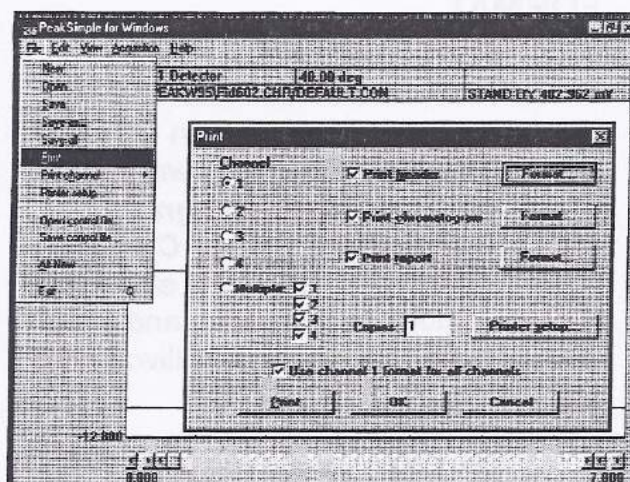 PeakSimple for Windows
File Edit View Acquisition Help
New
Open
Save
Save as...
Save all
Print
Print channel
Printer setup...
Open control file...
Save control file...
All New
Exit Q
1 Detector 40.00 deg
STAND BY 402.962 mV
Print
Channel
1
2
3
4
Multiple: 1
2
3
4
Print header Format...
Print chromatogram Format...
Print report Format...
Copies: 1 Printer setup...
Use channel 1 format for all channels
Print OK Cancel
-12.800
0.000 7.000